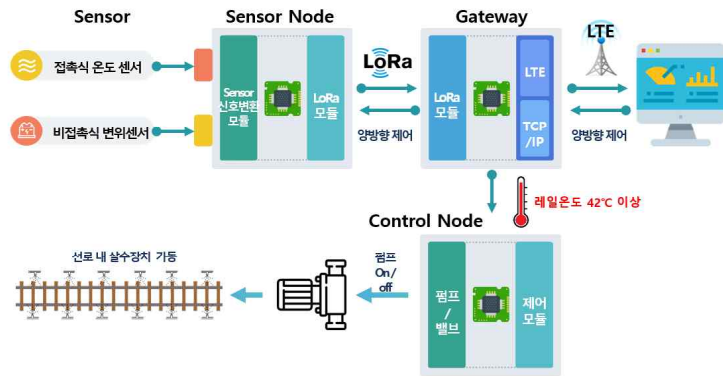 Sensor
Sensor Node
Gateway
접촉식 온도 센서
비접촉식 변위센서
Sensor
신호변환
모듈
LoRa
모듈
LoRa
양방향 제어
LoRa
모듈
LTE
TCP
/IP
LTE
양방향 제어
레일온도 42℃ 이상
Control Node
선로 내 살수장치 가동
펌프
On /
off
펌프
/
밸브
제어
모듈